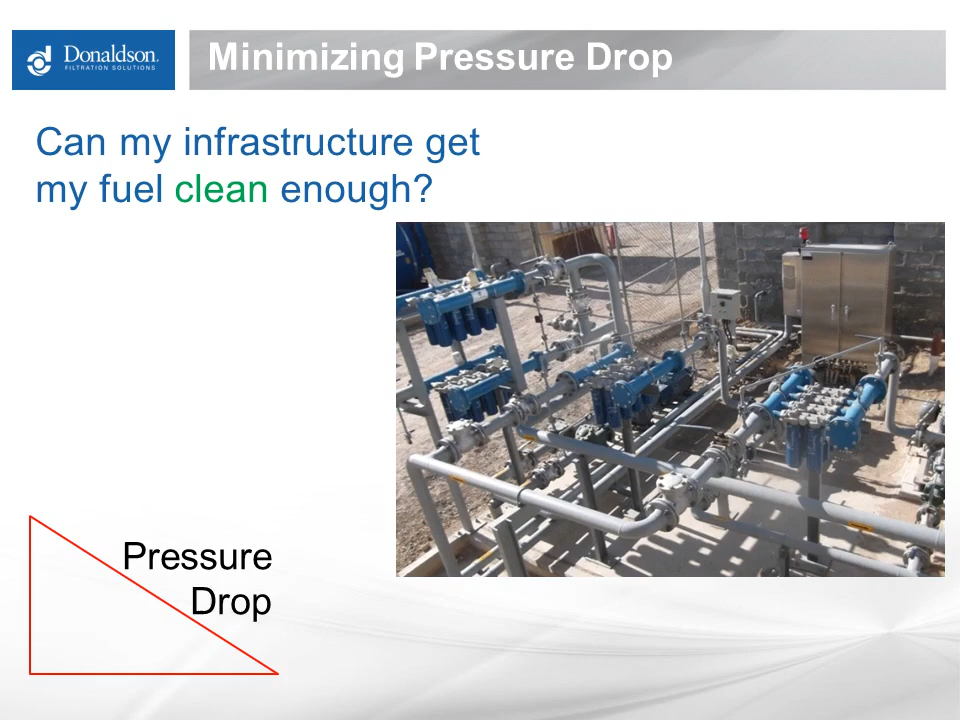 Donaldson
FILTRATION SOLUTIONS
Minimizing Pressure Drop
Can my infrastructure get
my fuel clean enough?
Pressure
Drop